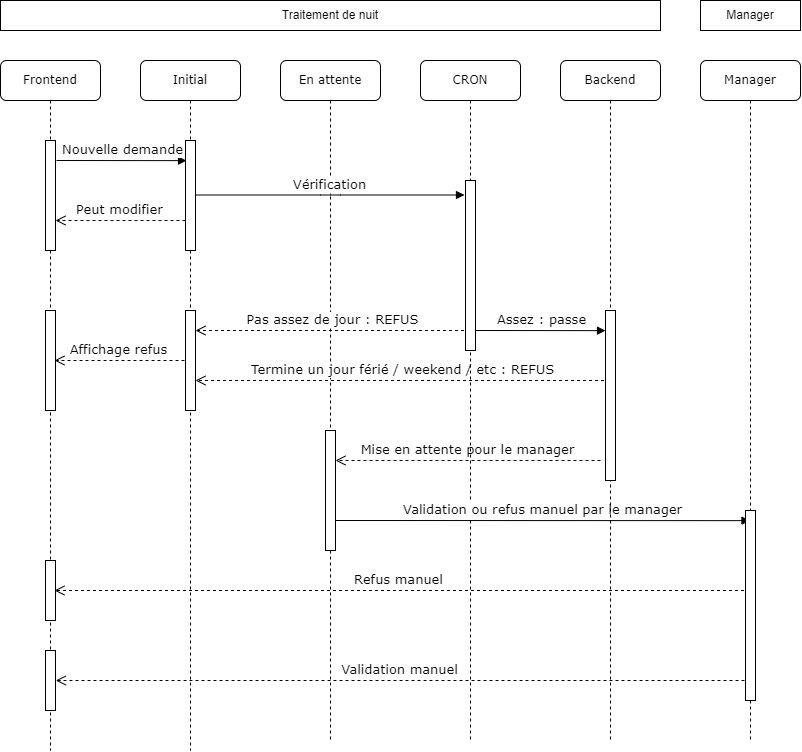 Traitement de nuit
Manager
Frontend
Initial
En attente
CRON
Backend
Manager
Nouvelle demande
Vérification
Peut modifier
Pas assez de jour : REFUS
Assez : passe
Affichage refus
Termine un jour férié / weekend / etc : REFUS
Mise en attente pour le manager
Validation ou refus manuel par le manager
Refus manuel
Validation manuel